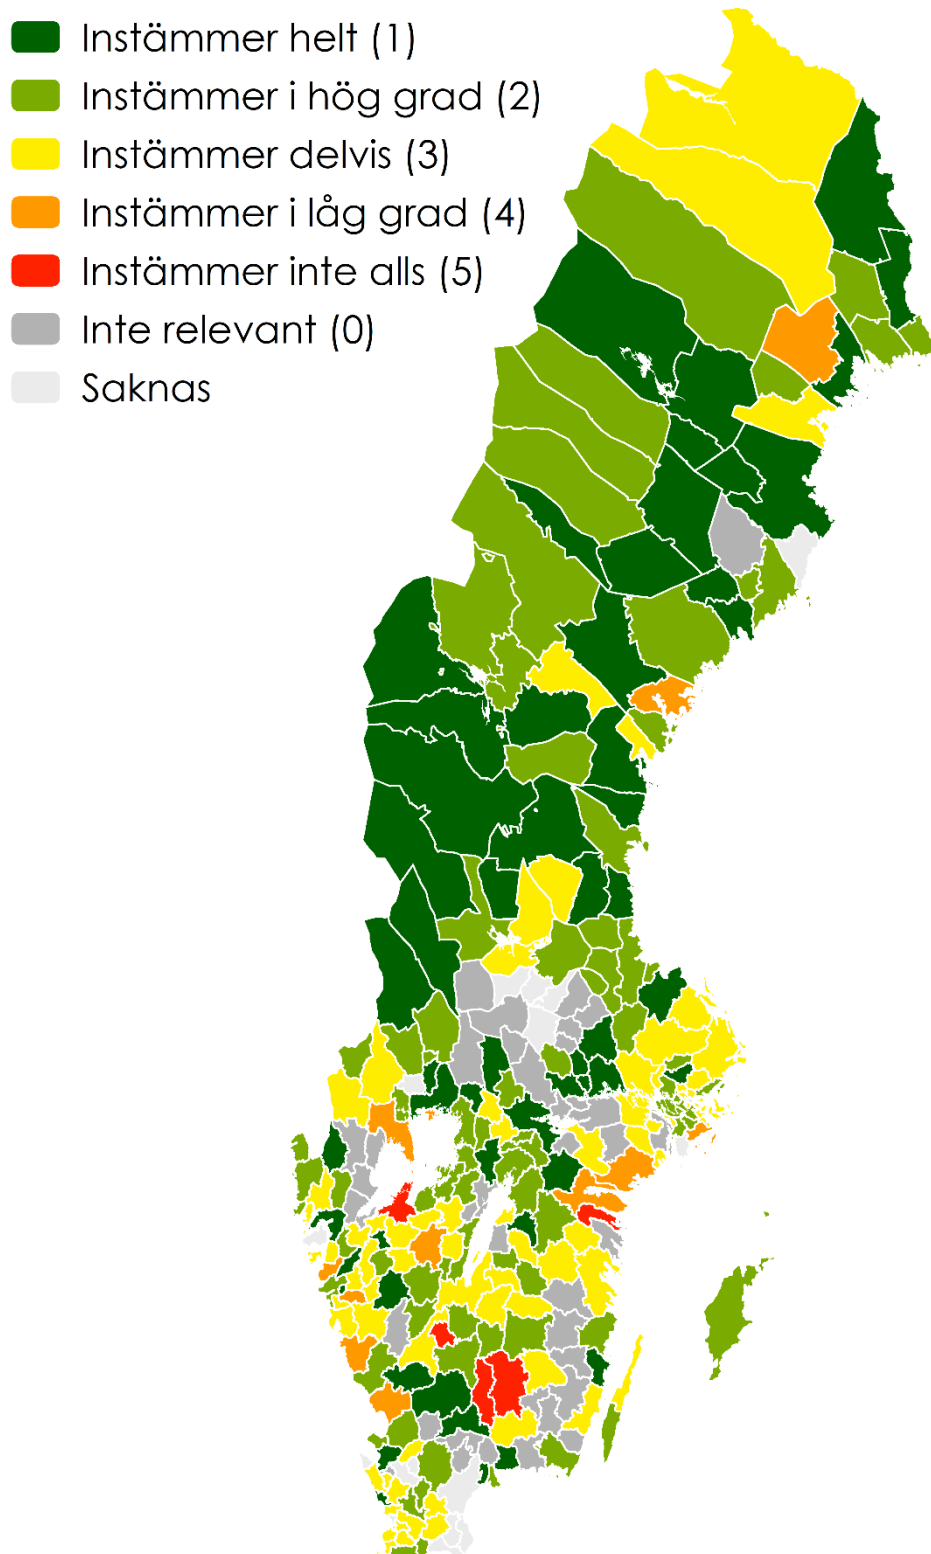 Instämmer helt (1)
Instämmer i hög grad (2)
Instämmer delvis (3)
Instämmer i låg grad (4)
Instämmer inte alls (5)
Inte relevant (0)
Saknas